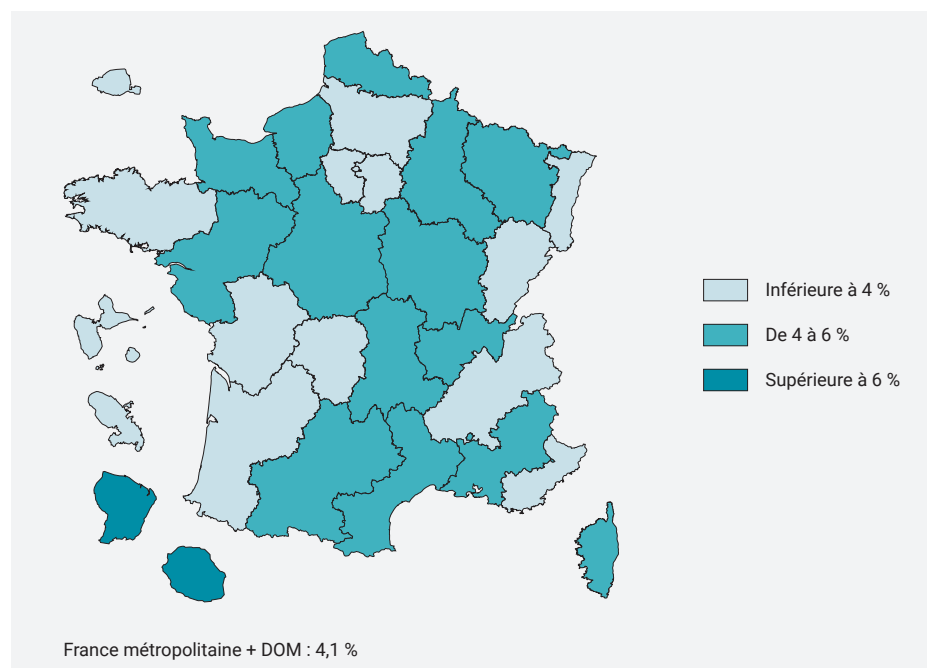 Inférieure à 4 %
De 4 à 6 %
Supérieure à 6 %
France métropolitaine + DOM : 4,1 %